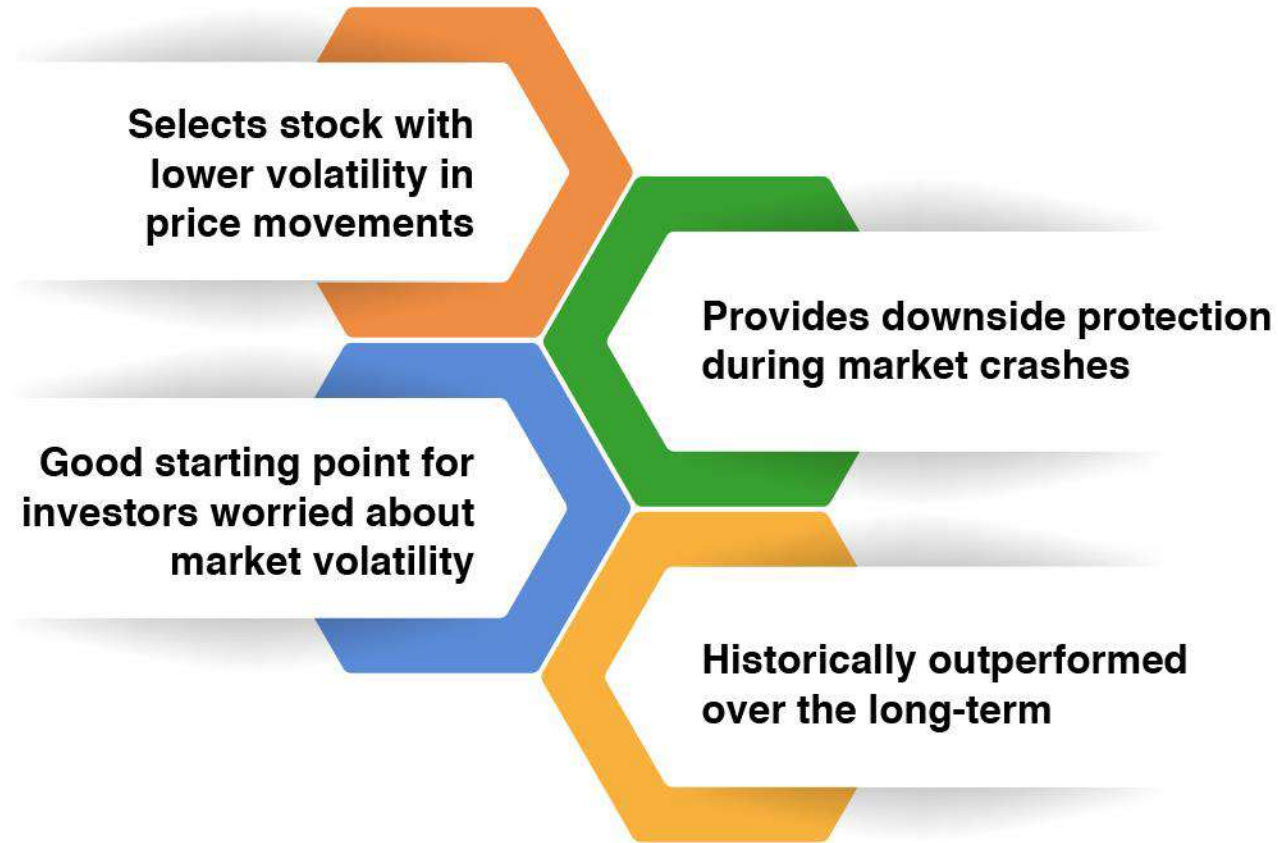 Selects stock with
lower volatility in
price movements
Provides downside protection
during market crashes
Good starting point for
investors worried about
market volatility
Historically outperformed
over the long-term